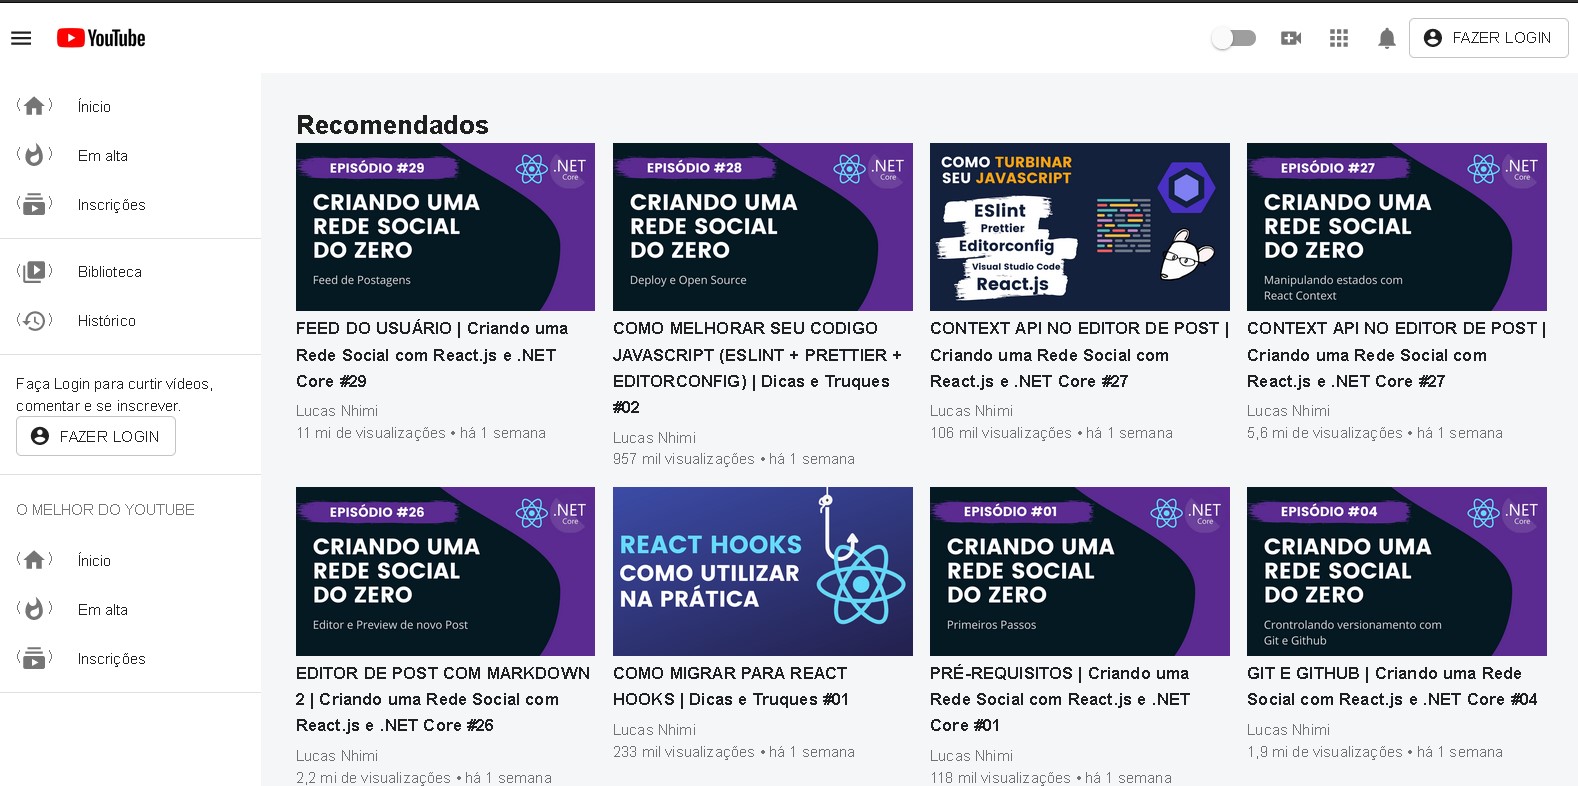 YouTube
FAZER LOGIN
Ínicio
Em alta
Inscrições
Biblioteca
Histórico
Faça Login para curtir vídeos,
comentar e se inscrever.
FAZER LOGIN
O MELHOR DO YOUTUBE
Ínicio
Em alta
Inscrições
Recomendados
EPISÓDIO #29
.NET
Core
CRIANDO UMA
REDE SOCIAL
DO ZERO
Feed de Postagens
FEED DO USUÁRIO | Criando uma
Rede Social com React.js e .NET
Core #29
Lucas Nhimi
11 mi de visualizações • há 1 semana
EPISÓDIO #28
.NET
Core
CRIANDO UMA
REDE SOCIAL
DO ZERO
Deploy e Open Source
COMO MELHORAR SEU CODIGO
JAVASCRIPT (ESLINT + PRETTIER +
EDITORCONFIG) | Dicas e Truques
#02
Lucas Nhimi
957 mil visualizações • há 1 semana
COMO TURBINAR
SEU JAVASCRIPT
ESlint
Prettier
Editorconfig
Visual Studio Code
React.js
CONTEXT API NO EDITOR DE POST |
Criando uma Rede Social com
React.js e .NET Core #27
Lucas Nhimi
106 mil visualizações • há 1 semana
EPISÓDIO #27
.NET
Core
CRIANDO UMA
REDE SOCIAL
DO ZERO
Manipulando estados com
React Context
CONTEXT API NO EDITOR DE POST |
Criando uma Rede Social com
React.js e .NET Core #27
Lucas Nhimi
5,6 mi de visualizações • há 1 semana
EPISÓDIO #26
.NET
Core
CRIANDO UMA
REDE SOCIAL
DO ZERO
Editor e Preview de novo Post
EDITOR DE POST COM MARKDOWN
2 | Criando uma Rede Social com
React.js e .NET Core #26
Lucas Nhimi
2,2 mi de visualizações • há 1 semana
REACT HOOKS
COMO UTILIZAR
NA PRÁTICA
COMO MIGRAR PARA REACT
HOOKS | Dicas e Truques #01
Lucas Nhimi
233 mil visualizações • há 1 semana
EPISÓDIO #01
.NET
Core
CRIANDO UMA
REDE SOCIAL
DO ZERO
Primeiros Passos
PRÉ-REQUISITOS | Criando uma
Rede Social com React.js e .NET
Core #01
Lucas Nhimi
118 mil visualizações • há 1 semana
EPISÓDIO #04
.NET
Core
CRIANDO UMA
REDE SOCIAL
DO ZERO
Crontrolando versionamento com
Git e Github
GIT E GITHUB | Criando uma Rede
Social com React.js e .NET Core #04
Lucas Nhimi
1,9 mi de visualizações • há 1 semana